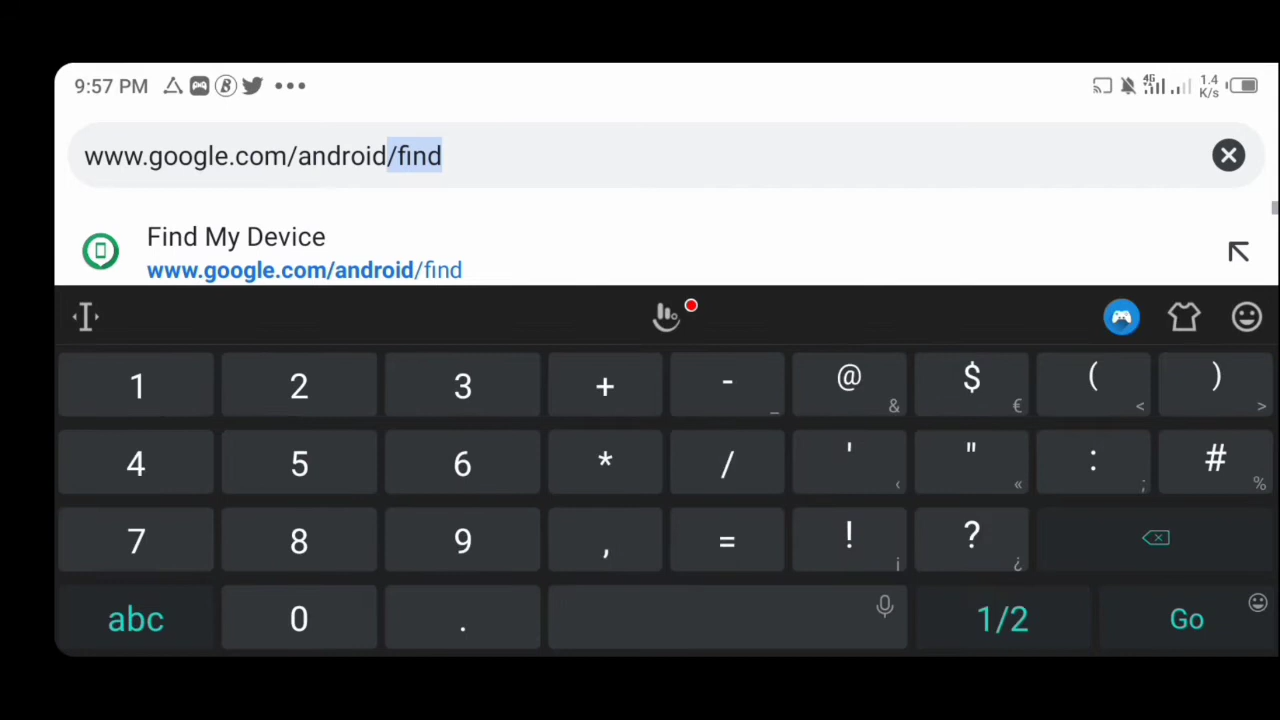 9:57 PM B ••• 4G 1.4 K/s
www.google.com/android/find
Find My Device
www.google.com/android/find
1 2 3 + - _ @ & $ € ( < ) >
4 5 6 * / ' ‹ " « : ; # %
7 8 9 , = ! ¡ ? ¿
abc 0 . 1/2 Go